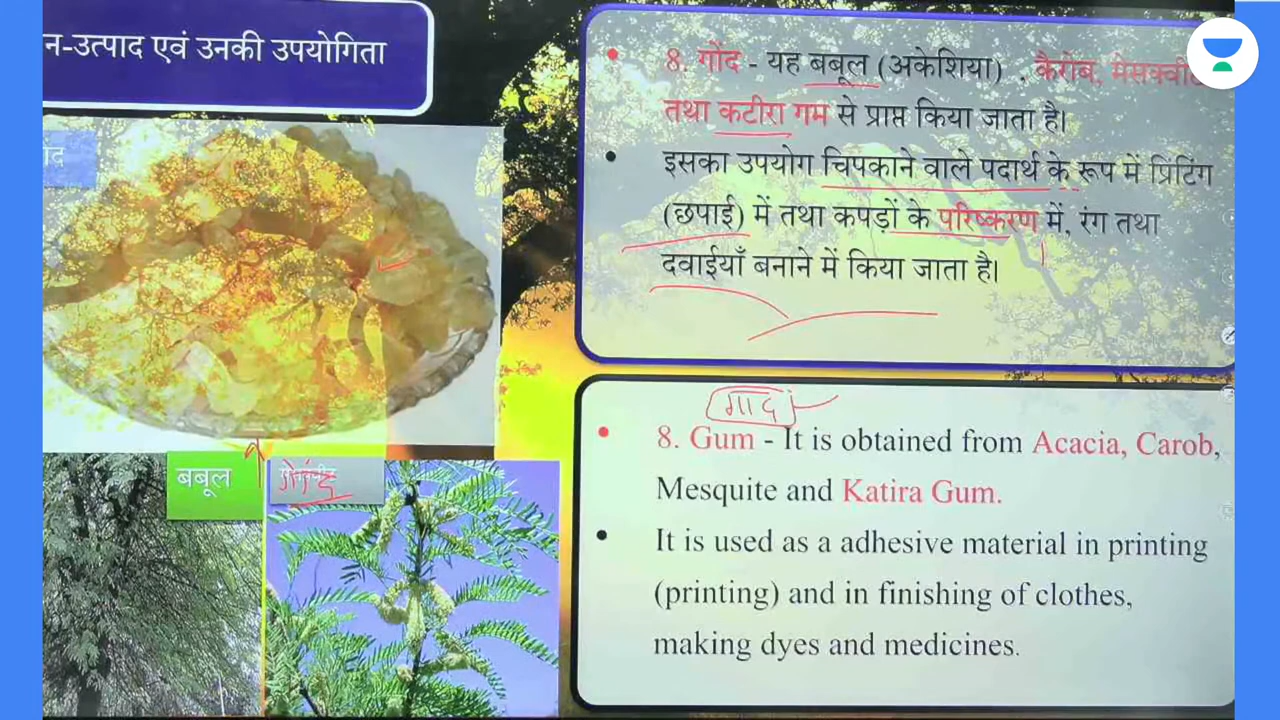 न-उत्पाद एवं उनकी उपयोगिता
8. गोंद - यह बबूल (अकेशिया) , कैरोब,
तथा कटीरा गम से प्राप्त किया जाता है।
इसका उपयोग चिपकाने वाले पदार्थ के रूप में प्रिंटिंग
(छपाई) में तथा कपड़ों के परिष्करण में, रंग तथा
दवाईयाँ बनाने में किया जाता है।
बबूल
8. Gum - It is obtained from Acacia, Carob,
Mesquite and Katira Gum.
It is used as a adhesive material in printing
(printing) and in finishing of clothes,
making dyes and medicines.